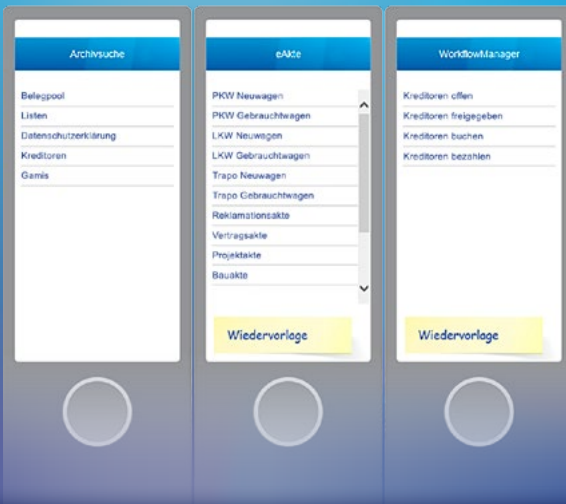 Archivsuche
Belegpool
Listen
Datenschutzerklärung
Kreditoren
Gamis
eAkte
PKW Neuwagen
PKW Gebrauchtwagen
LKW Neuwagen
LKW Gebrauchtwagen
Trapo Neuwagen
Trapo Gebrauchtwagen
Reklamationsakte
Vertragsakte
Projektakte
Bauakte
Wiedervorlage
WorkflowManager
Kreditoren offen
Kreditoren freigegeben
Kreditoren buchen
Kreditoren bezahlen
Wiedervorlage